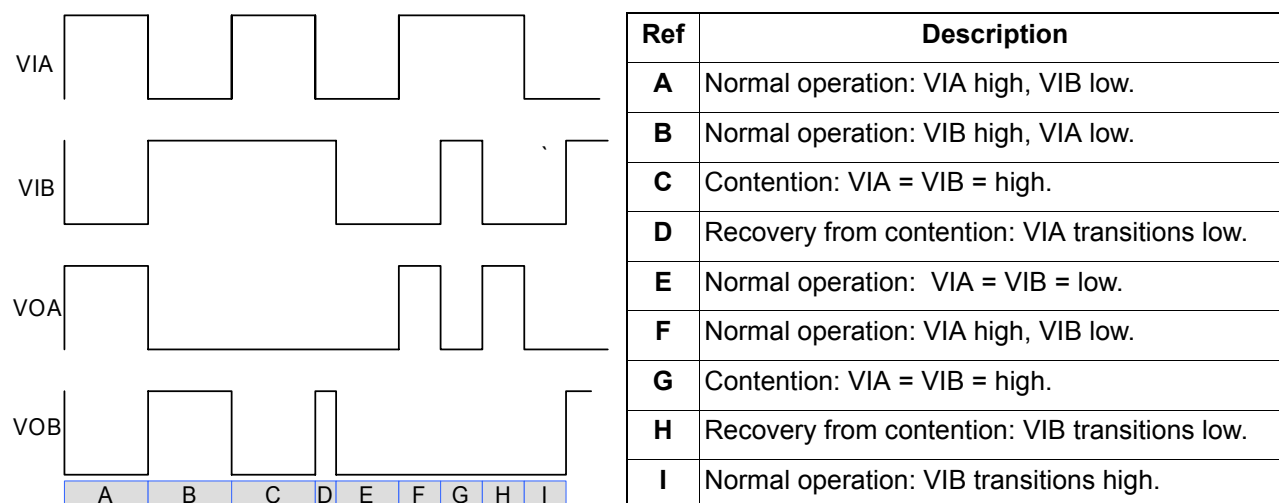 VIA
VIB
`
VOA
VOB
A B C D E F G H I
Ref Description
A Normal operation: VIA high, VIB low.
B Normal operation: VIB high, VIA low.
C Contention: VIA = VIB = high.
D Recovery from contention: VIA transitions low.
E Normal operation:  VIA = VIB = low.
F Normal operation: VIA high, VIB low.
G Contention: VIA = VIB = high.
H Recovery from contention: VIB transitions low.
I Normal operation: VIB transitions high.